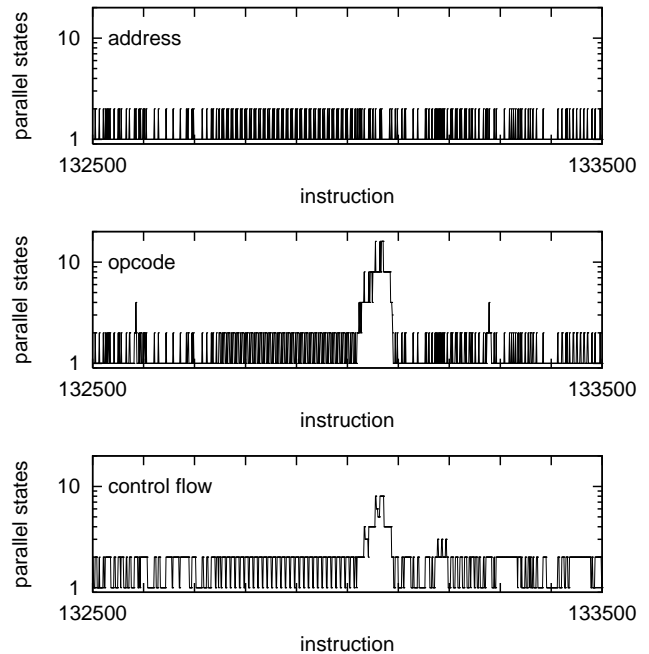 parallel states
10
address
1
132500
133500
instruction
parallel states
10
opcode
1
132500
133500
instruction
parallel states
10
control flow
1
132500
133500
instruction